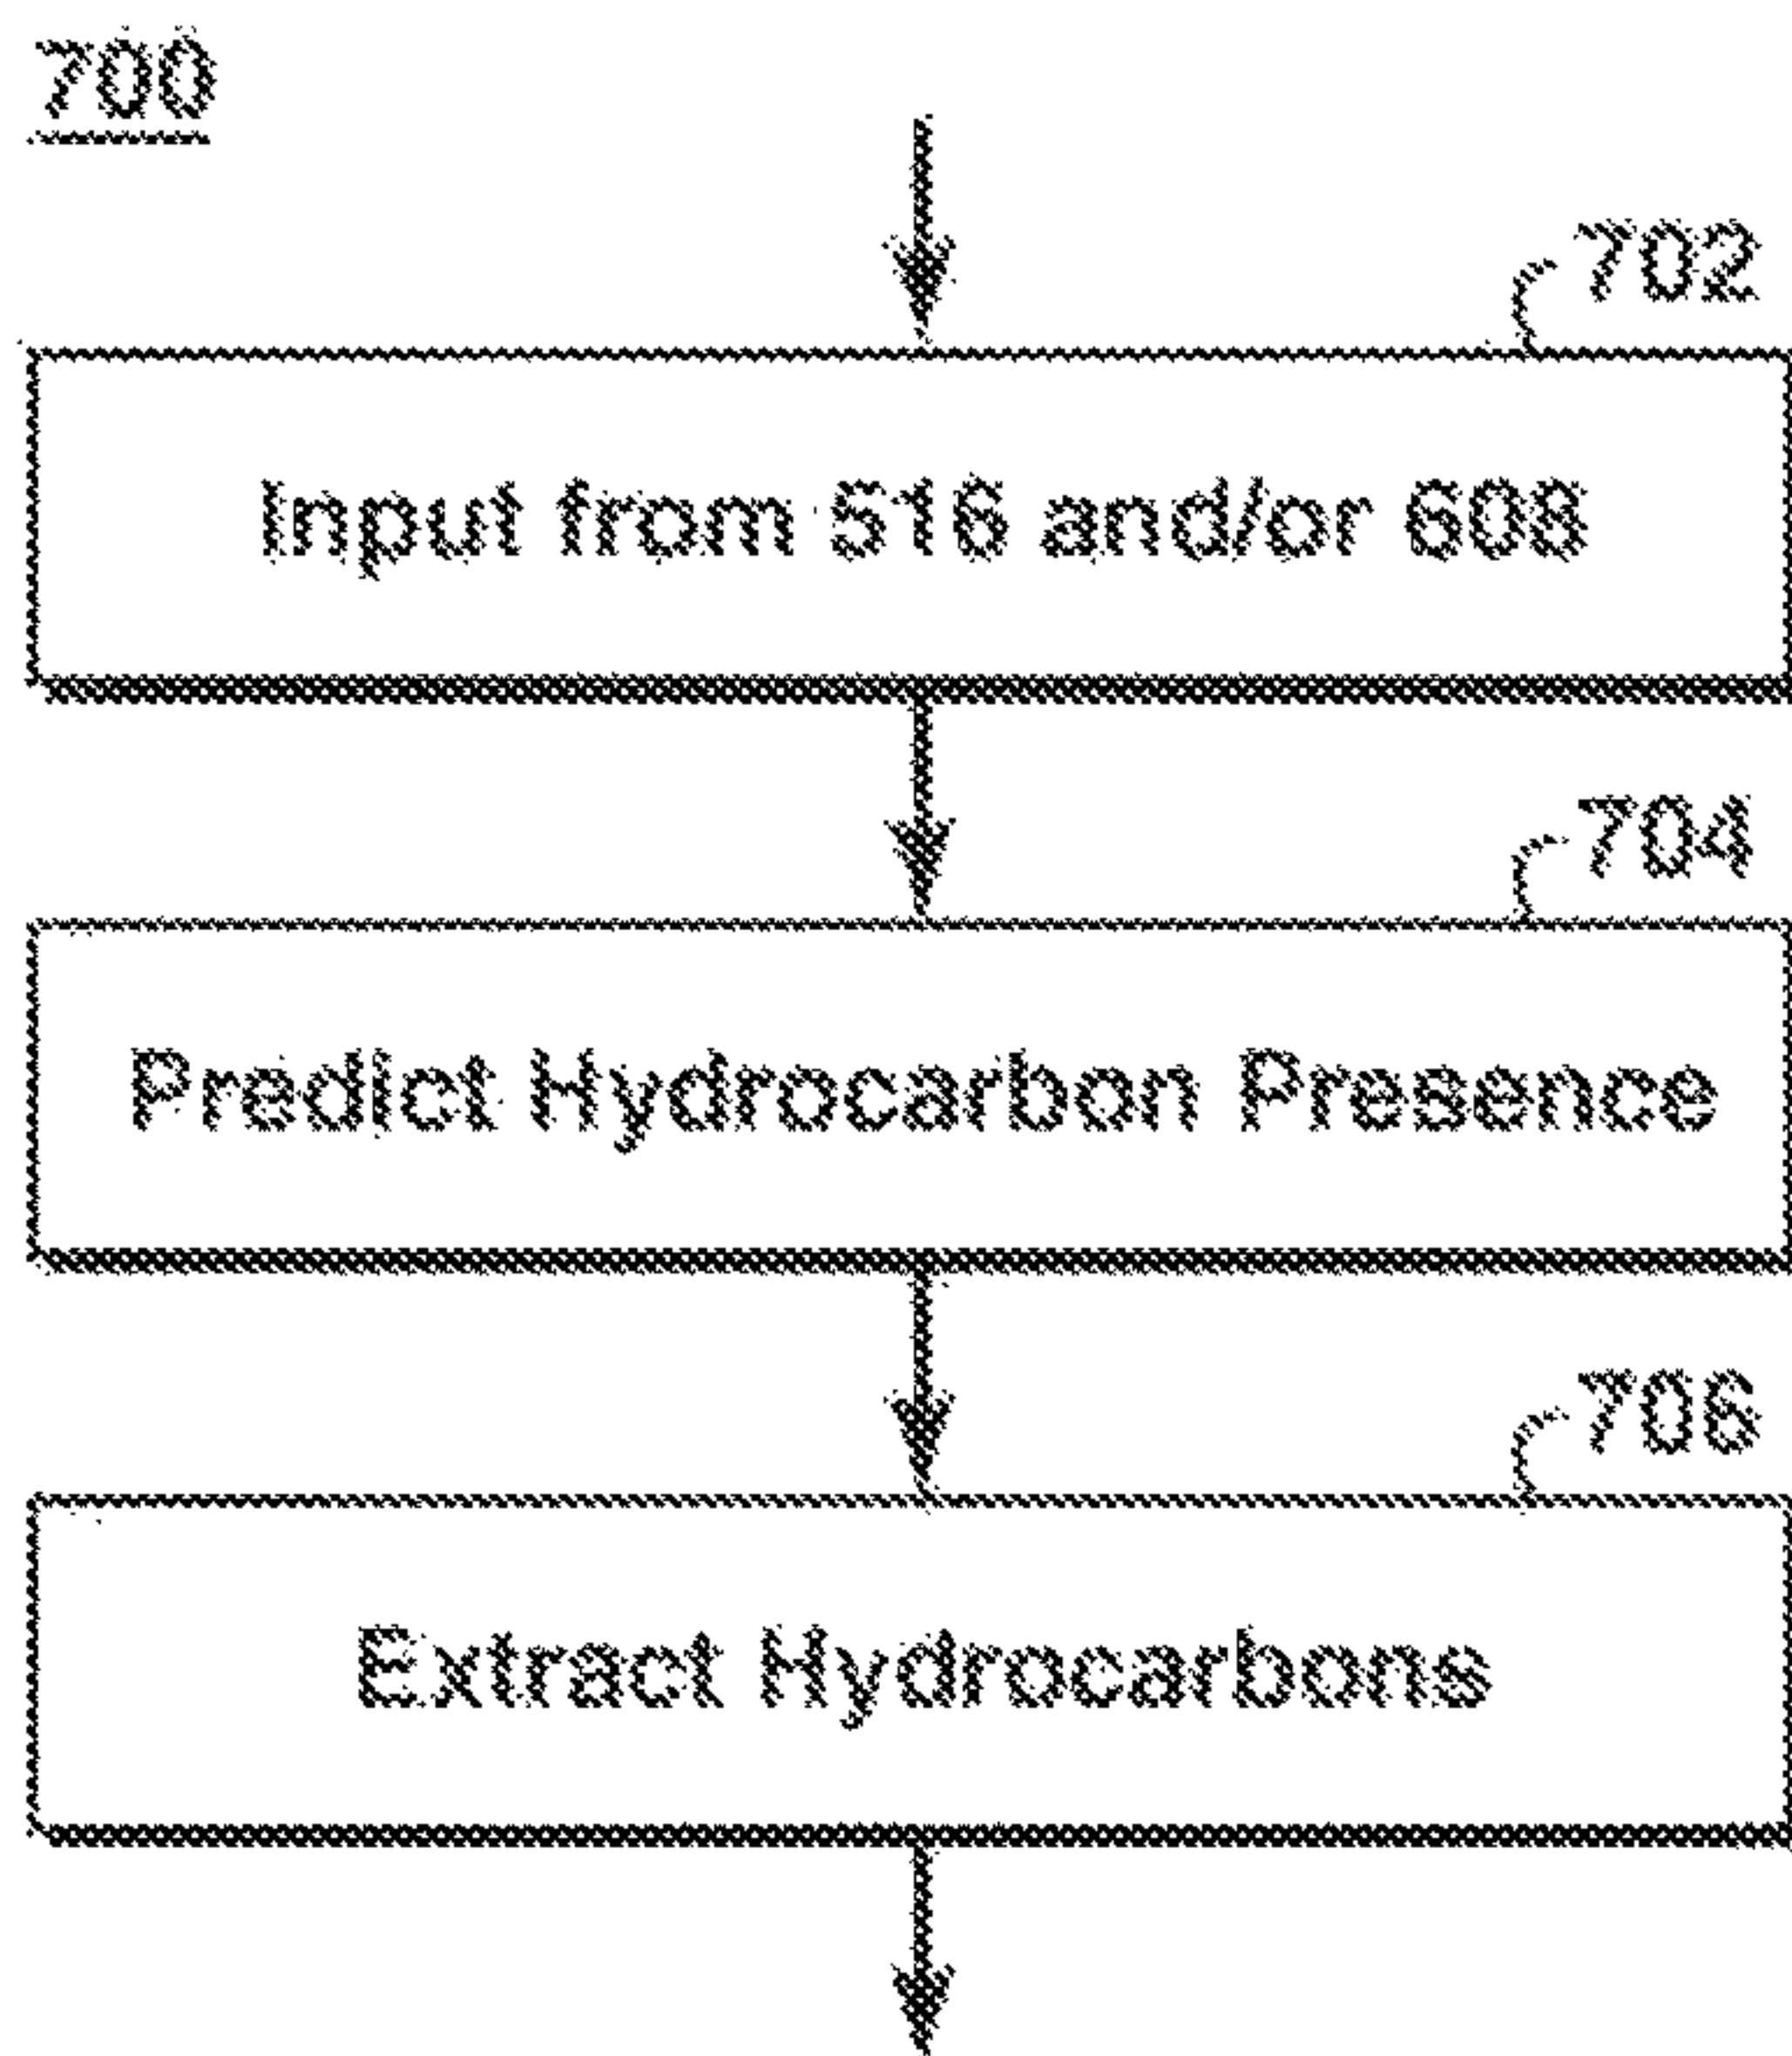 700
702
Input from 516 and/or 608
704
Predict Hydrocarbon Presence
706
Extract Hydrocarbons